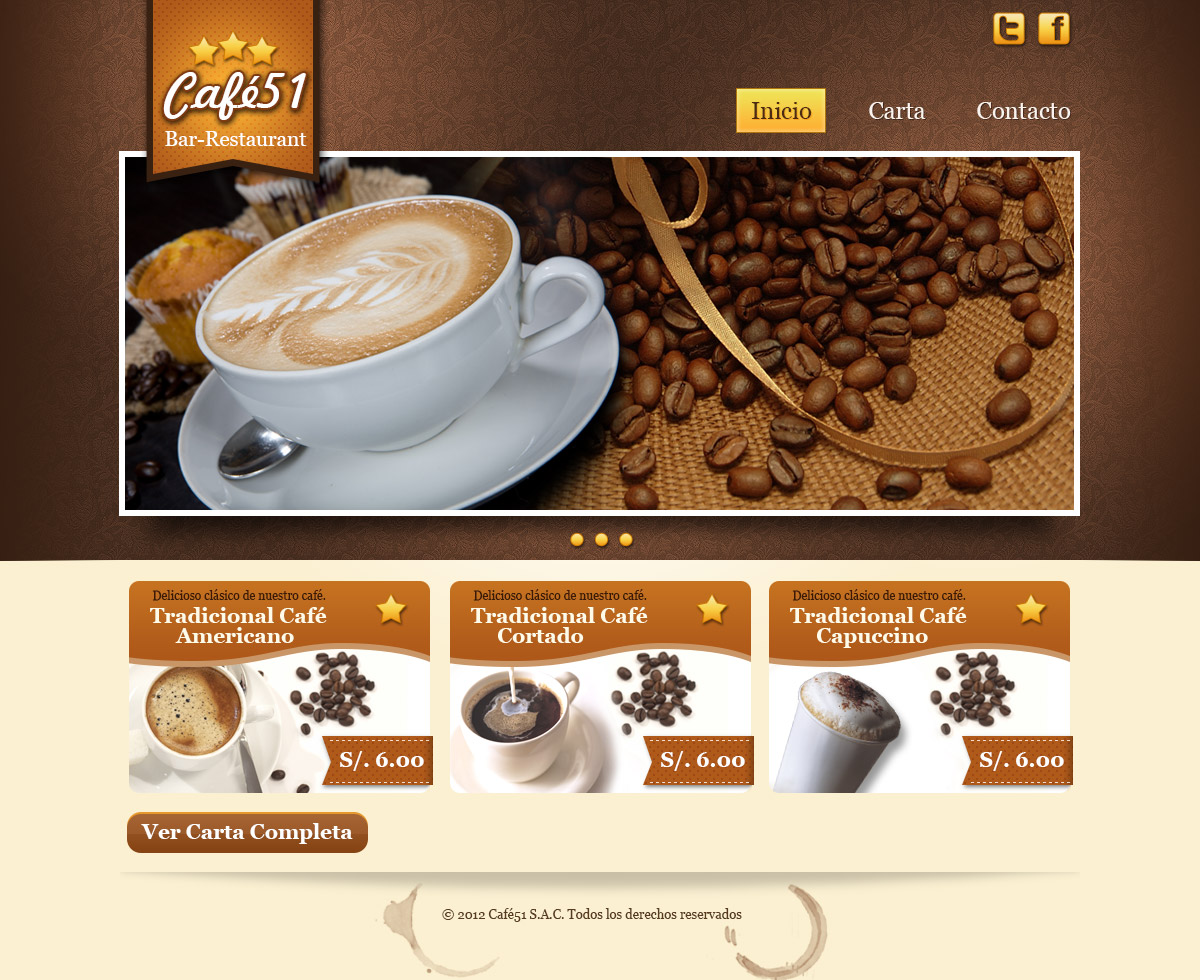 Café51
Bar-Restaurant
Inicio
Carta
Contacto
Delicioso clásico de nuestro café.
Tradicional Café
Americano
S/. 6.00
Delicioso clásico de nuestro café.
Tradicional Café
Cortado
S/. 6.00
Delicioso clásico de nuestro café.
Tradicional Café
Capuccino
S/. 6.00
Ver Carta Completa
© 2012 Café51 S.A.C. Todos los derechos reservados